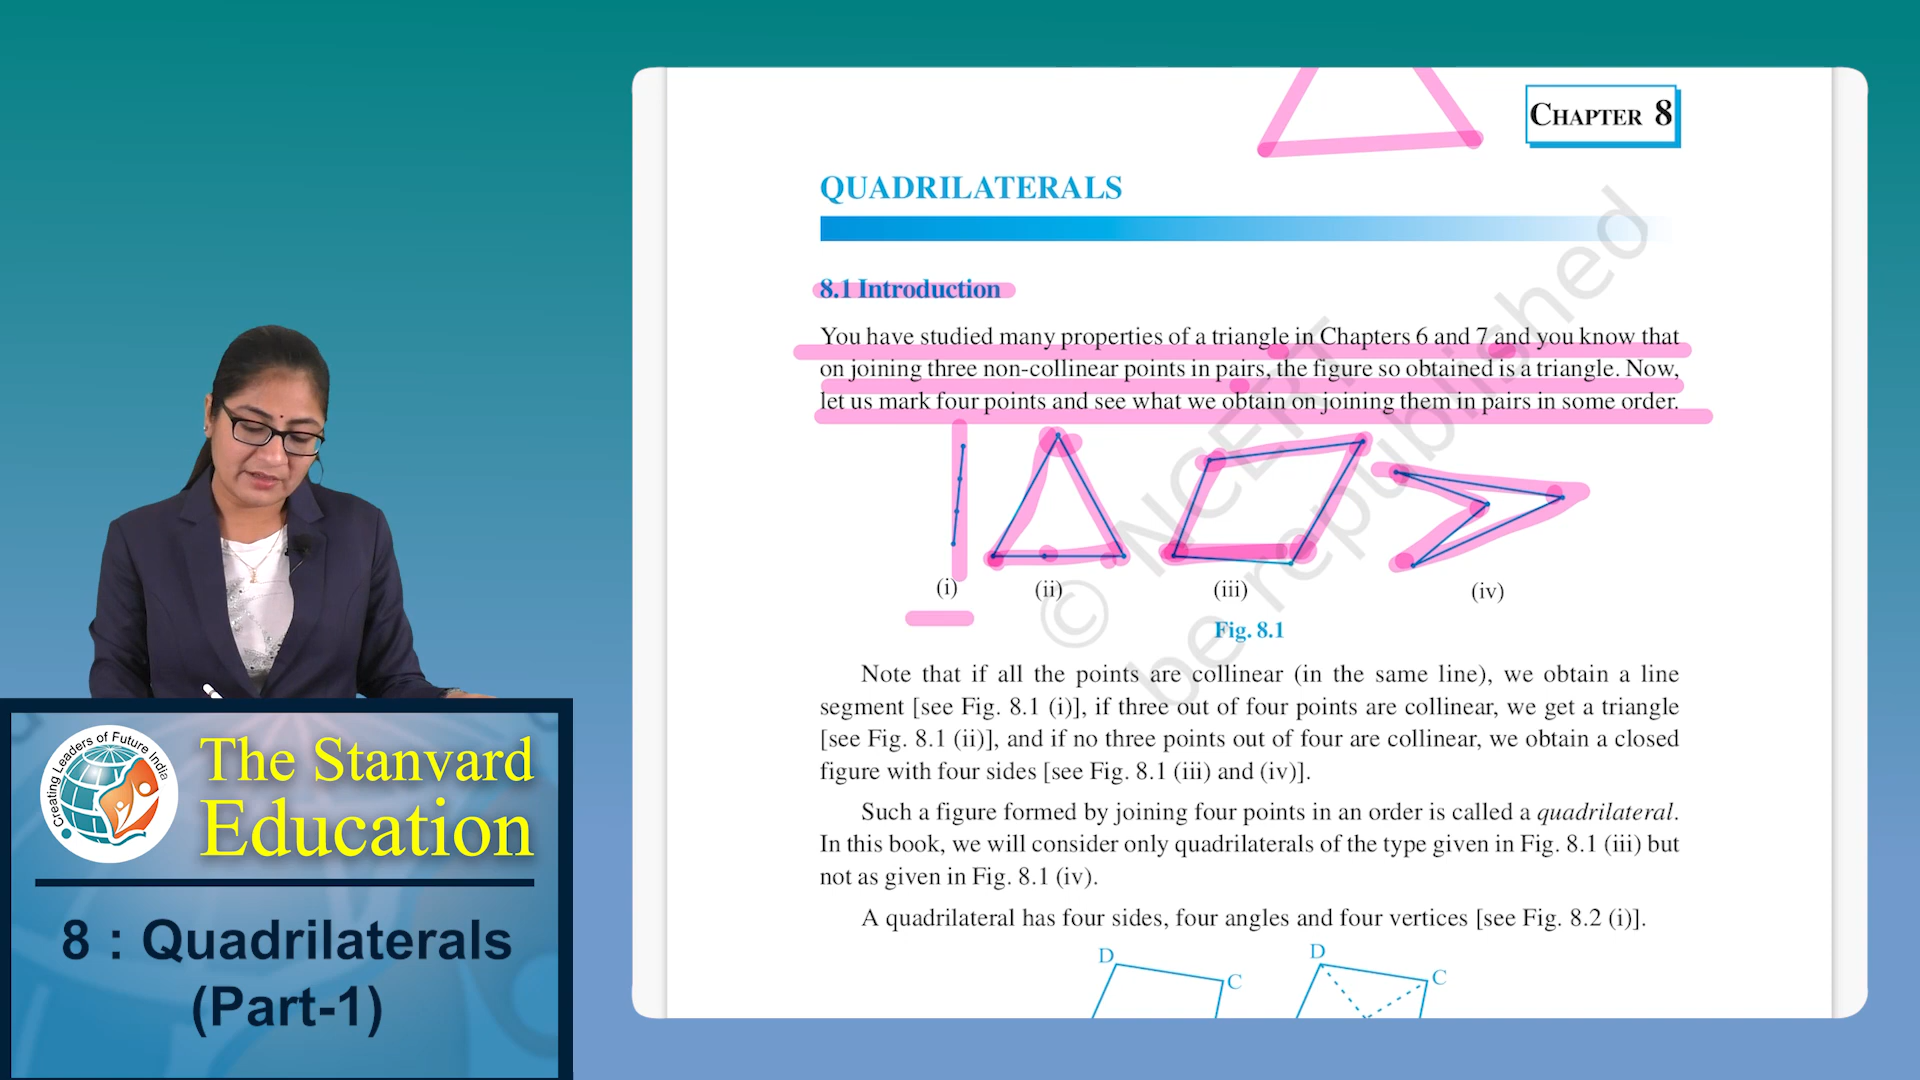 CHAPTER 8
QUADRILATERALS
8.1 Introduction
You have studied many properties of a triangle in Chapters 6 and 7 and you know that
on joining three non-collinear points in pairs, the figure so obtained is a triangle. Now,
let us mark four points and see what we obtain on joining them in pairs in some order.
(i)
(ii)
(iii)
(iv)
Fig. 8.1
© NCERT
be republished
Note that if all the points are collinear (in the same line), we obtain a line
segment [see Fig. 8.1 (i)], if three out of four points are collinear, we get a triangle
[see Fig. 8.1 (ii)], and if no three points out of four are collinear, we obtain a closed
figure with four sides [see Fig. 8.1 (iii) and (iv)].
Such a figure formed by joining four points in an order is called a quadrilateral.
In this book, we will consider only quadrilaterals of the type given in Fig. 8.1 (iii) but
not as given in Fig. 8.1 (iv).
A quadrilateral has four sides, four angles and four vertices [see Fig. 8.2 (i)].
D
C
D
C
Creating Leaders of Future India
The Stanvard
Education
8 : Quadrilaterals
(Part-1)